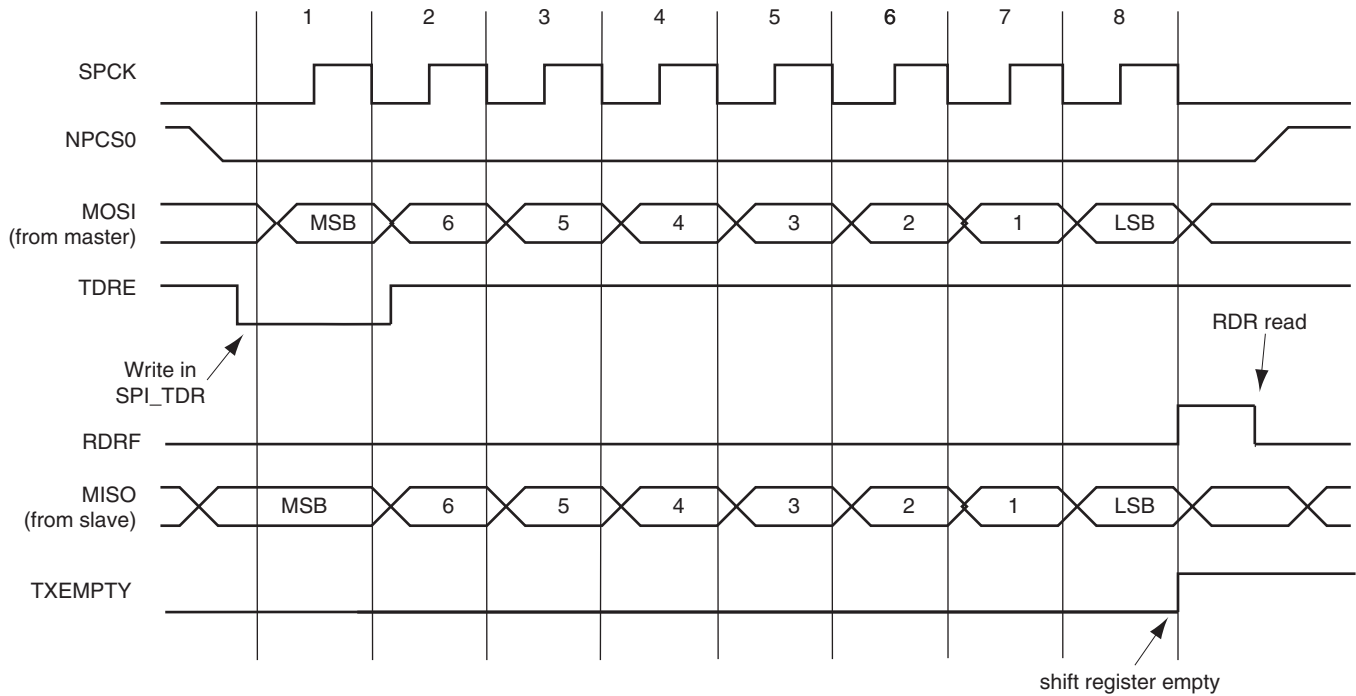 1 2 3 4 5 6 7 8
SPCK
NPCS0
MOSI
(from master)
MSB 6 5 4 3 2 1 LSB
TDRE
Write in
SPI_TDR
RDR read
RDRF
MISO
(from slave)
MSB 6 5 4 3 2 1 LSB
TXEMPTY
shift register empty